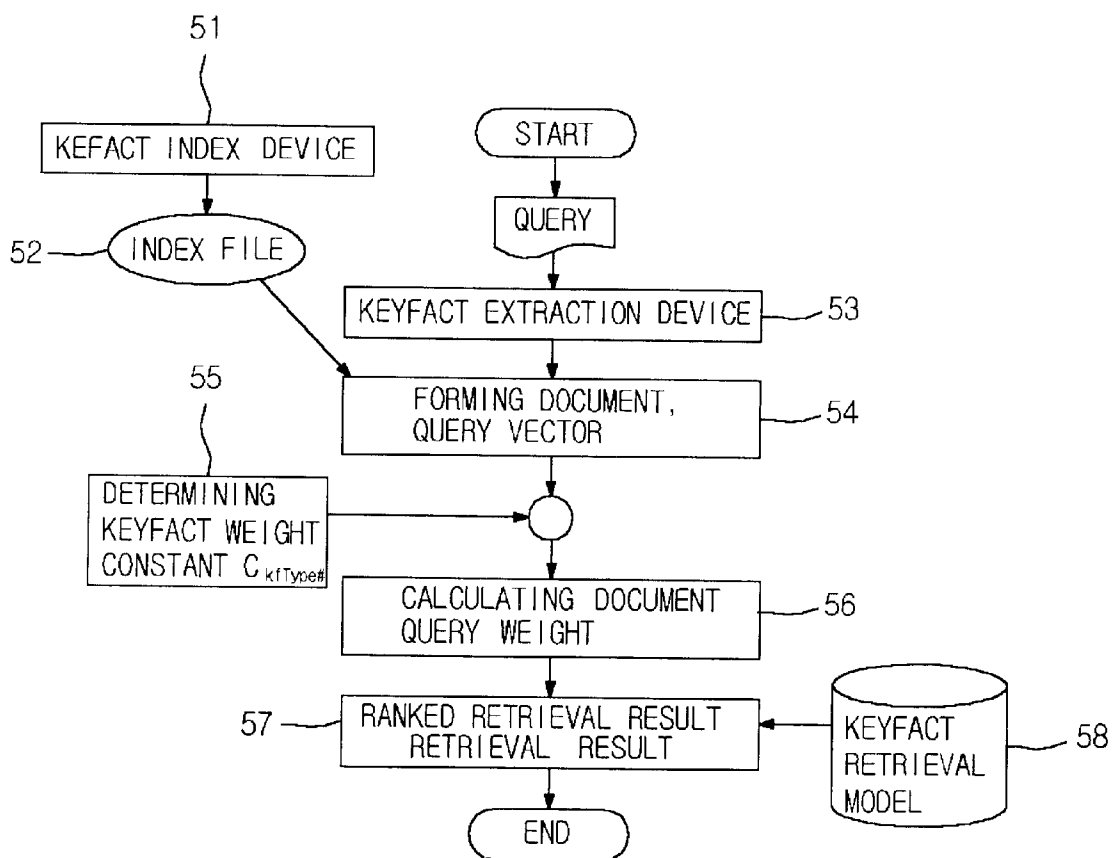 51
KEFACT INDEX DEVICE
START
QUERY
52
INDEX FILE
KEYFACT EXTRACTION DEVICE
53
55
FORMING DOCUMENT,
QUERY VECTOR
54
DETERMINING
KEYFACT WEIGHT
CONSTANT C kfType#
CALCULATING DOCUMENT
QUERY WEIGHT
56
57
RANKED RETRIEVAL RESULT
RETRIEVAL RESULT
KEYFACT
RETRIEVAL
MODEL
58
END